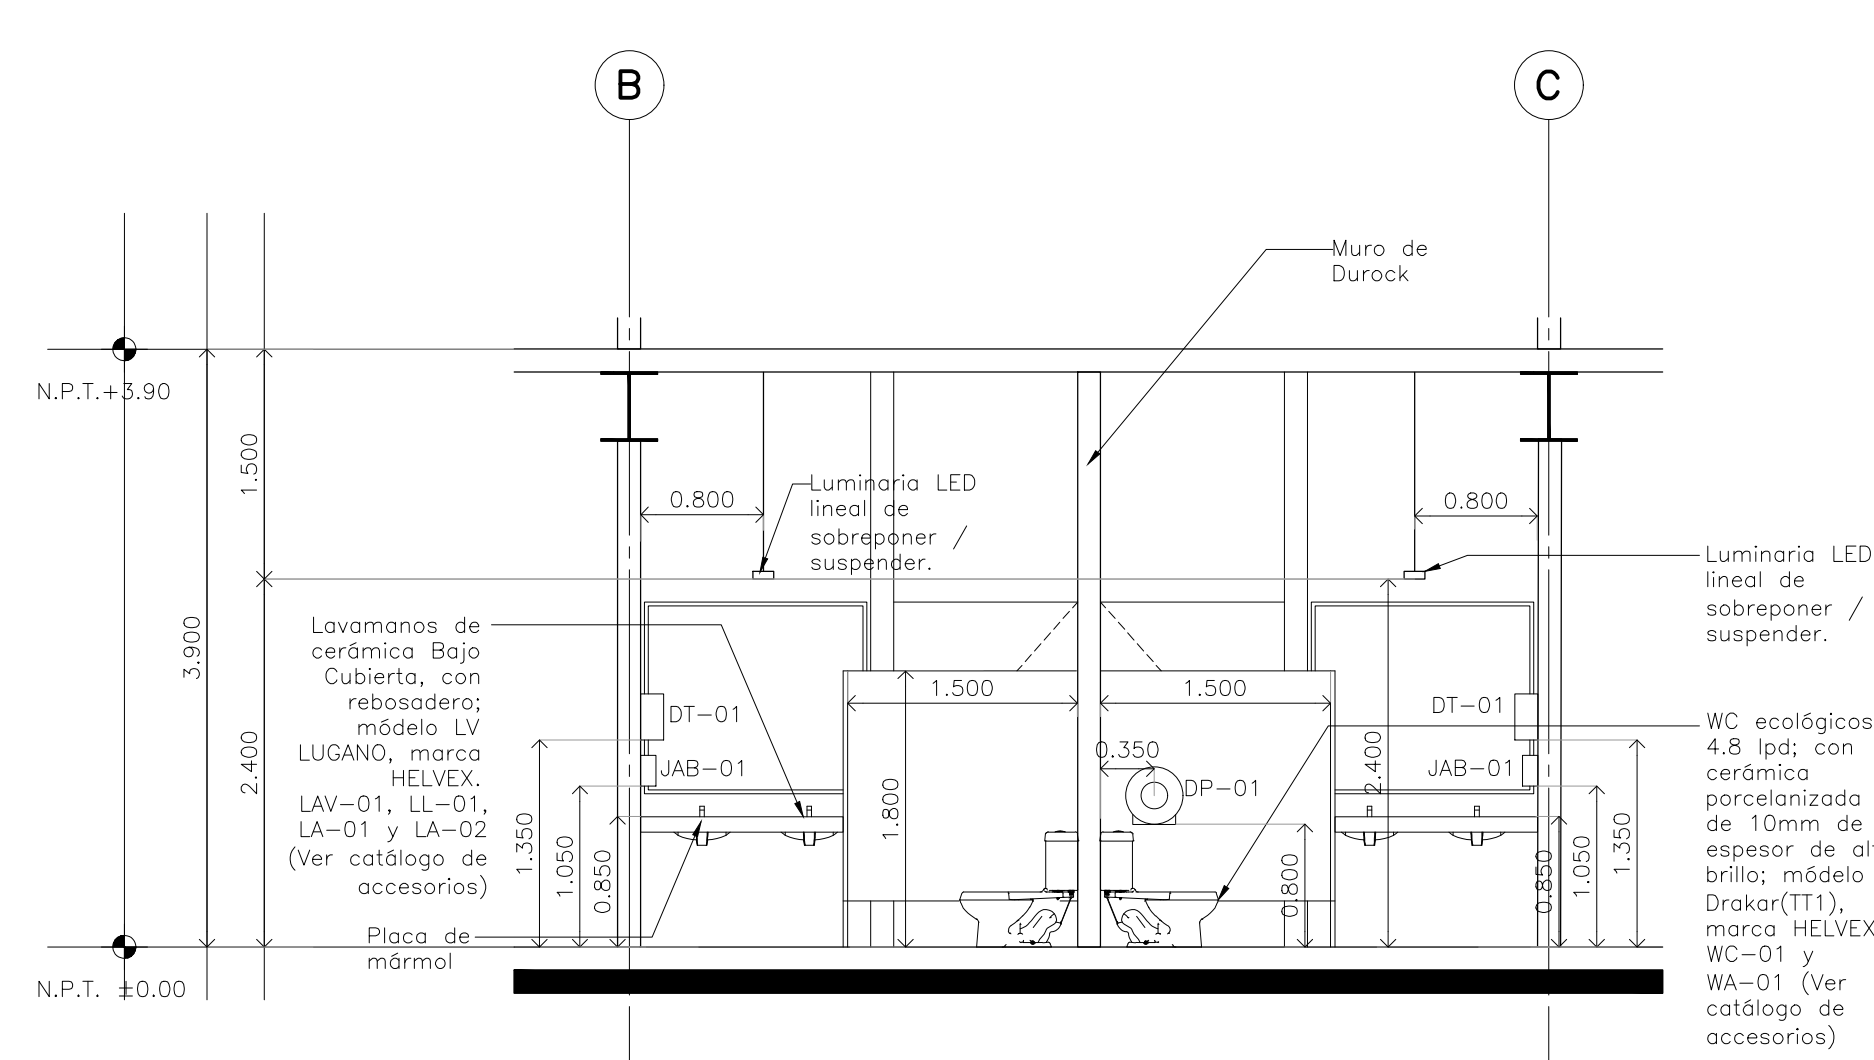 B
C
Muro de
Durock
N.P.T.+3.90
1.500
0.800
Luminaria LED
lineal de
sobreponer /
suspender.
0.800
Luminaria LED
lineal de
sobreponer /
suspender.
3.900
2.400
Lavamanos de
cerámica Bajo
Cubierta, con
rebosadero;
módelo LV
LUGANO, marca
HELVEX.
LAV-01, LL-01,
LA-01 y LA-02
(Ver catálogo de
accesorios)
1.500
1.500
DT-01
JAB-01
0.350
DP-01
2.400
DT-01
JAB-01
1.350
1.050
0.850
1.800
0.800
0.850
1.050
1.350
WC ecológicos
4.8 lpd; con
cerámica
porcelanizada
de 10mm de
espesor de al
brillo; módelo
Drakar(TT1),
marca HELVEX
WC-01 y
WA-01 (Ver
catálogo de
accesorios)
Placa de
mármol
N.P.T. ±0.00